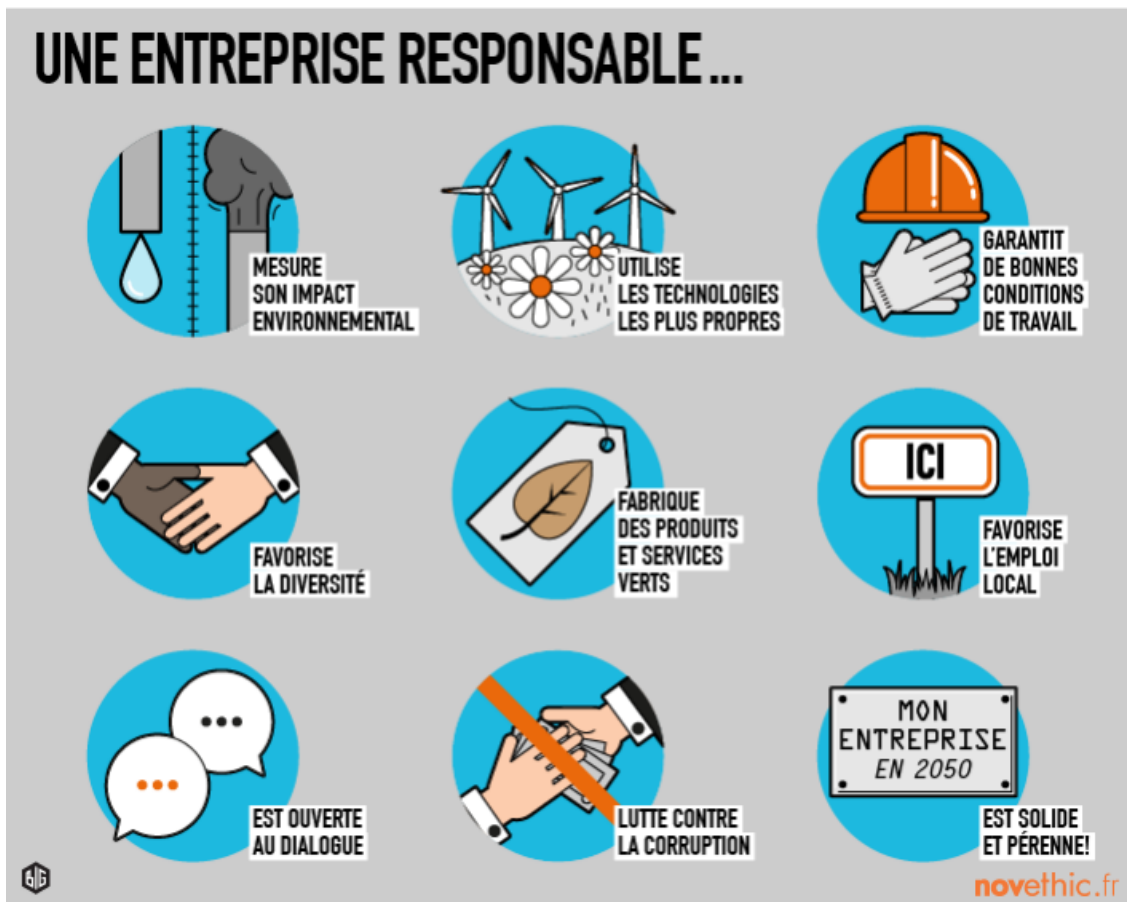 UNE ENTREPRISE RESPONSABLE...
MESURE
SON IMPACT
ENVIRONNEMENTAL
UTILISE
LES TECHNOLOGIES
LES PLUS PROPRES
GARANTIT
DE BONNES
CONDITIONS
DE TRAVAIL
FAVORISE
LA DIVERSITÉ
FABRIQUE
DES PRODUITS
ET SERVICES
VERTS
ICI
FAVORISE
L'EMPLOI
LOCAL
EST OUVERTE
AU DIALOGUE
LUTTE CONTRE
LA CORRUPTION
MON
ENTREPRISE
EN 2050
EST SOLIDE
ET PÉRENNE!
novethic.fr